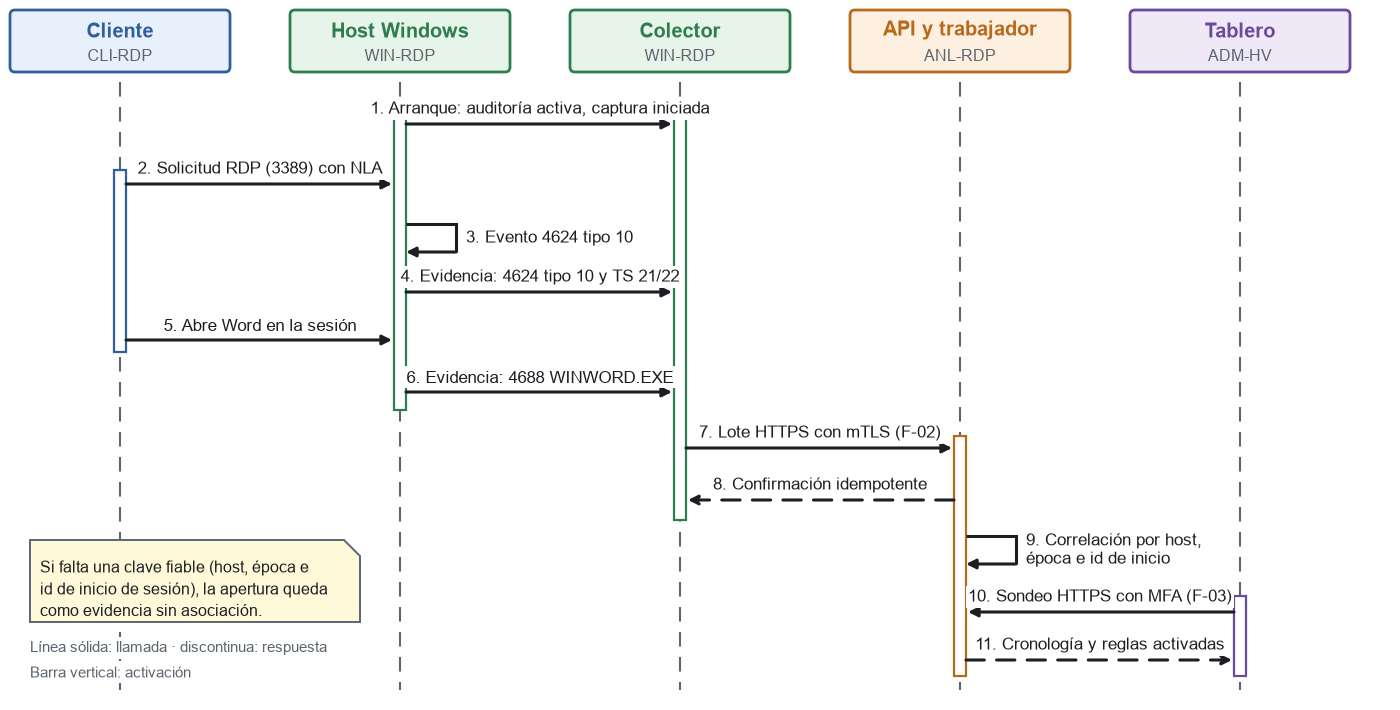 Cliente
CLI-RDP
Host Windows
WIN-RDP
Colector
WIN-RDP
API y trabajador
ANL-RDP
Tablero
ADM-HV
1. Arranque: auditoría activa, captura iniciada
2. Solicitud RDP (3389) con NLA
3. Evento 4624 tipo 10
4. Evidencia: 4624 tipo 10 y TS 21/22
5. Abre Word en la sesión
6. Evidencia: 4688 WINWORD.EXE
7. Lote HTTPS con mTLS (F-02)
8. Confirmación idempotente
9. Correlación por host,
época e id de inicio
10. Sondeo HTTPS con MFA (F-03)
11. Cronología y reglas activadas
Si falta una clave fiable (host, época e
id de inicio de sesión), la apertura queda
como evidencia sin asociación.
Línea sólida: llamada · discontinua: respuesta
Barra vertical: activación